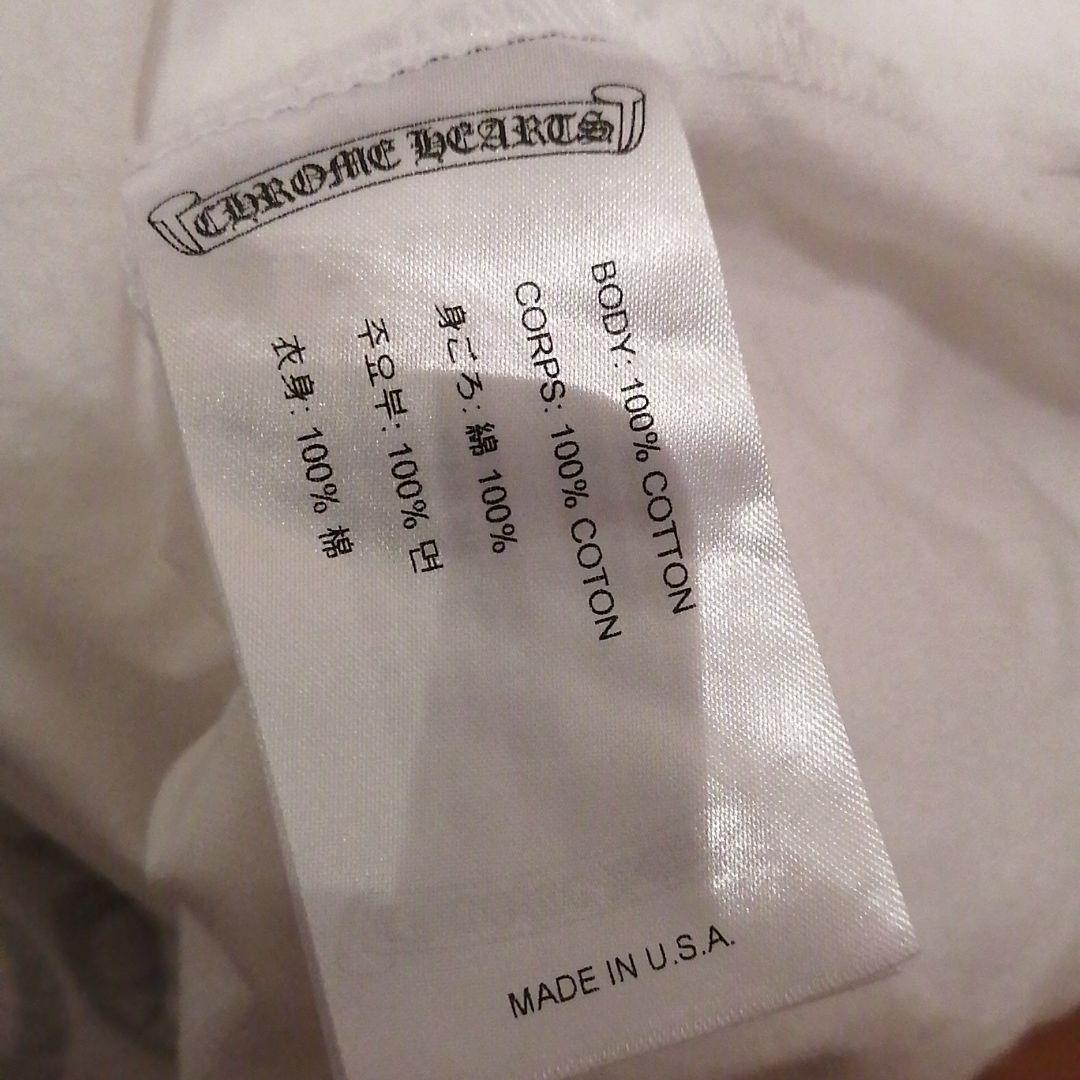 CHROME HEARTS
BODY: 100% COTTON
CORPS: 100% COTON
身ごろ: 綿 100%
주요부: 100% 면
衣身: 100% 棉
MADE IN U.S.A.